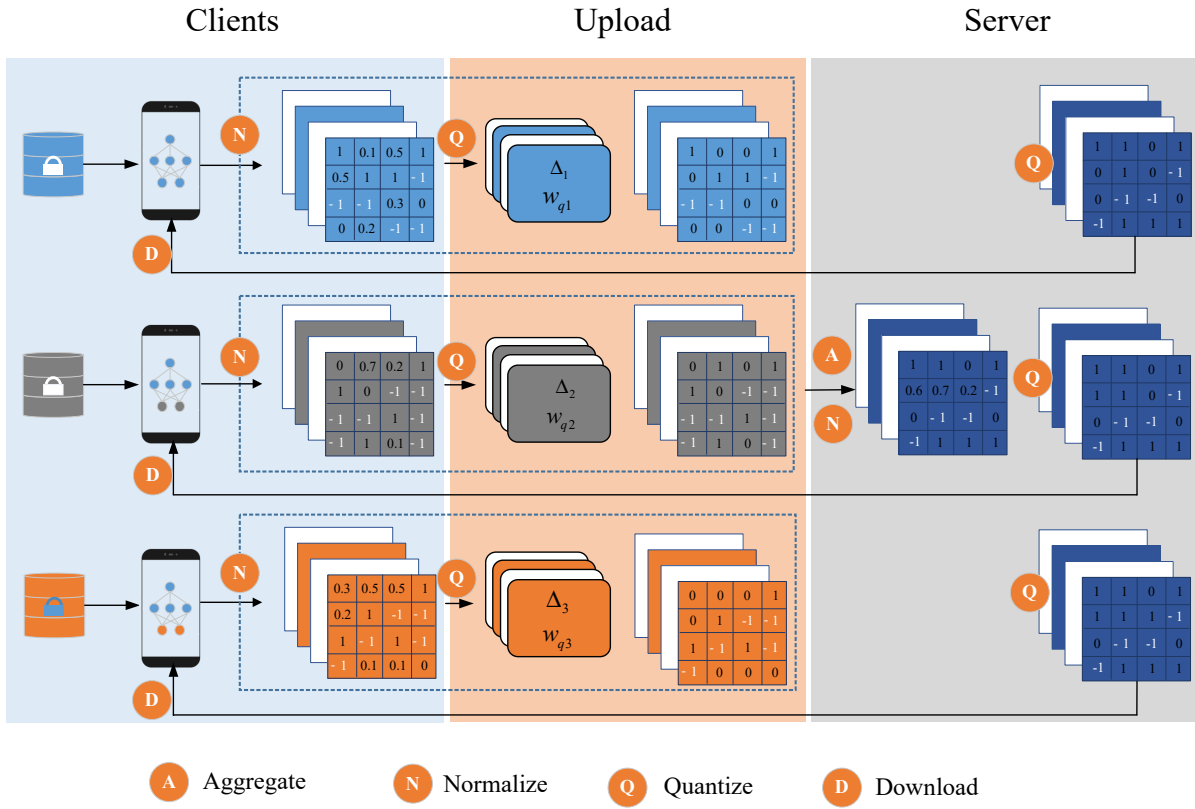 Clients
Upload
Server
N
1 0.1 0.5 1
0.5 1 1 -1
-1 -1 0.3 0
0 0.2 -1 -1
Q
Δ1
wq1
1 0 0 1
0 1 1 -1
-1 -1 0 0
0 0 -1 -1
Q
1 1 0 1
0 1 0 -1
0 -1 -1 0
-1 1 1 1
D
N
0 0.7 0.2 1
1 0 -1 -1
-1 -1 1 -1
-1 1 0.1 -1
Q
Δ2
wq2
0 1 0 1
1 0 -1 -1
-1 -1 1 -1
-1 1 0 -1
A
N
1 1 0 1
0.6 0.7 0.2 -1
0 -1 -1 0
-1 1 1 1
Q
1 1 0 1
1 1 0 -1
0 -1 -1 0
-1 1 1 1
D
N
0.3 0.5 0.5 1
0.2 1 -1 -1
1 -1 1 -1
-1 0.1 0.1 0
Q
Δ3
wq3
0 0 0 1
0 1 -1 -1
1 -1 1 -1
-1 0 0 0
Q
1 1 0 1
1 1 1 -1
0 -1 -1 0
-1 1 1 1
D
A Aggregate
N Normalize
Q Quantize
D Download